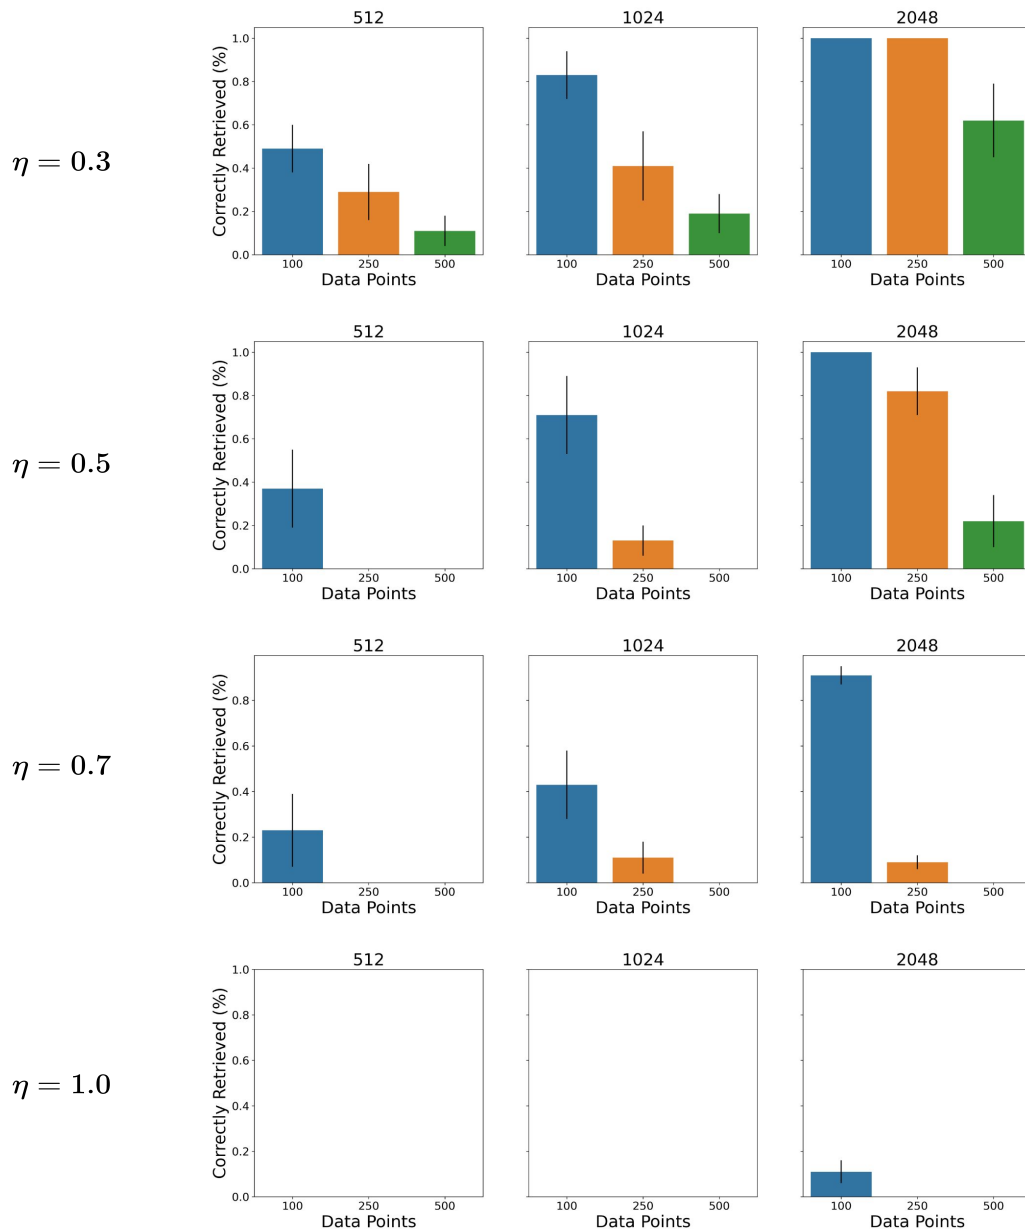 512 1024 2048
η = 0.3
Correctly Retrieved (%)
1.0
0.8
0.6
0.4
0.2
0.0
100 250 500 100 250 500 100 250 500
Data Points Data Points Data Points
512 1024 2048
η = 0.5
Correctly Retrieved (%)
1.0
0.8
0.6
0.4
0.2
0.0
100 250 500 100 250 500 100 250 500
Data Points Data Points Data Points
512 1024 2048
η = 0.7
Correctly Retrieved (%)
0.8
0.6
0.4
0.2
0.0
100 250 500 100 250 500 100 250 500
Data Points Data Points Data Points
512 1024 2048
η = 1.0
Correctly Retrieved (%)
1.0
0.8
0.6
0.4
0.2
0.0
100 250 500 100 250 500 100 250 500
Data Points Data Points Data Points